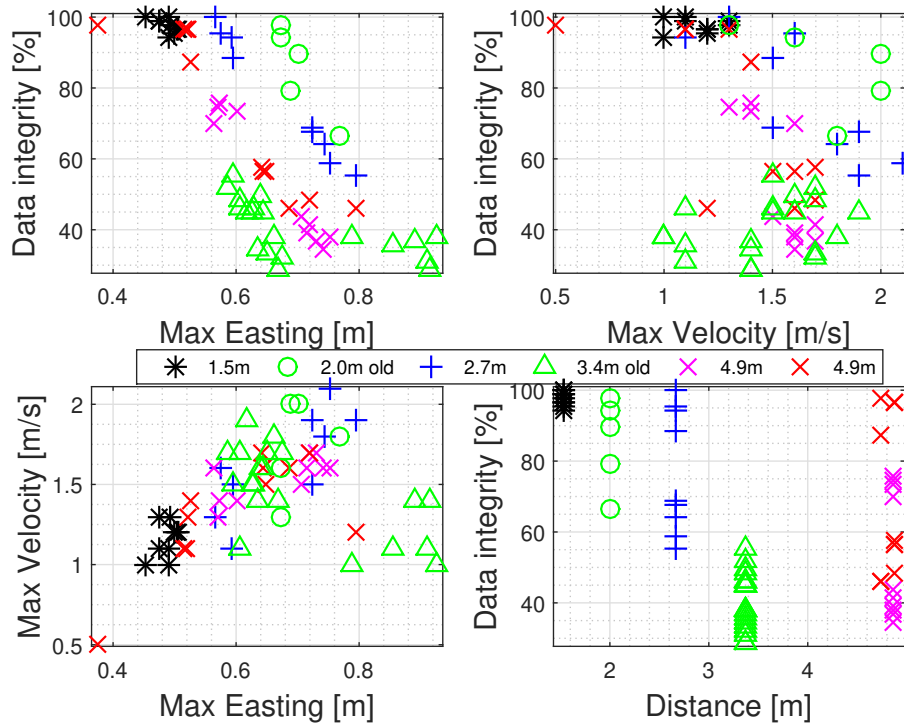 100
80
60
40
Data integrity [%]
0.4 0.6 0.8
Max Easting [m]
100
80
60
40
Data integrity [%]
0.5 1 1.5 2
Max Velocity [m/s]
1.5m 2.0m old 2.7m 3.4m old 4.9m 4.9m
2
1.5
1
0.5
Max Velocity [m/s]
0.4 0.6 0.8
Max Easting [m]
100
80
60
40
Data integrity [%]
2 3 4
Distance [m]